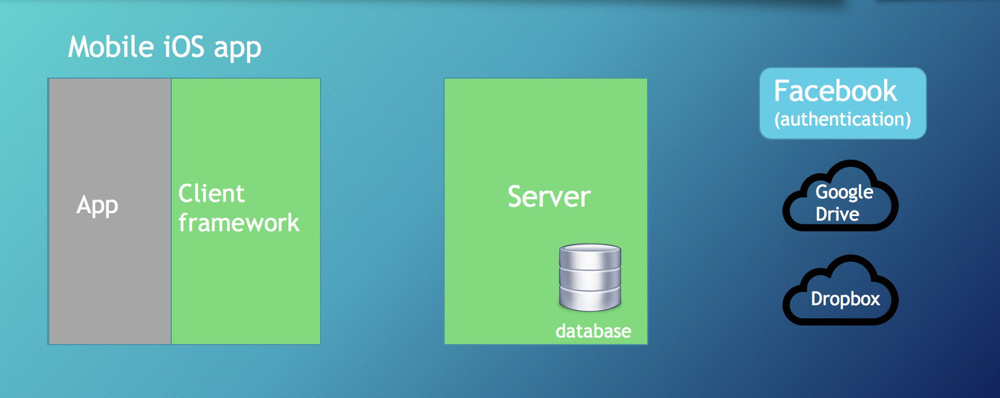 Mobile iOS app
App
Client
framework
Server
database
Facebook
(authentication)
Google
Drive
Dropbox